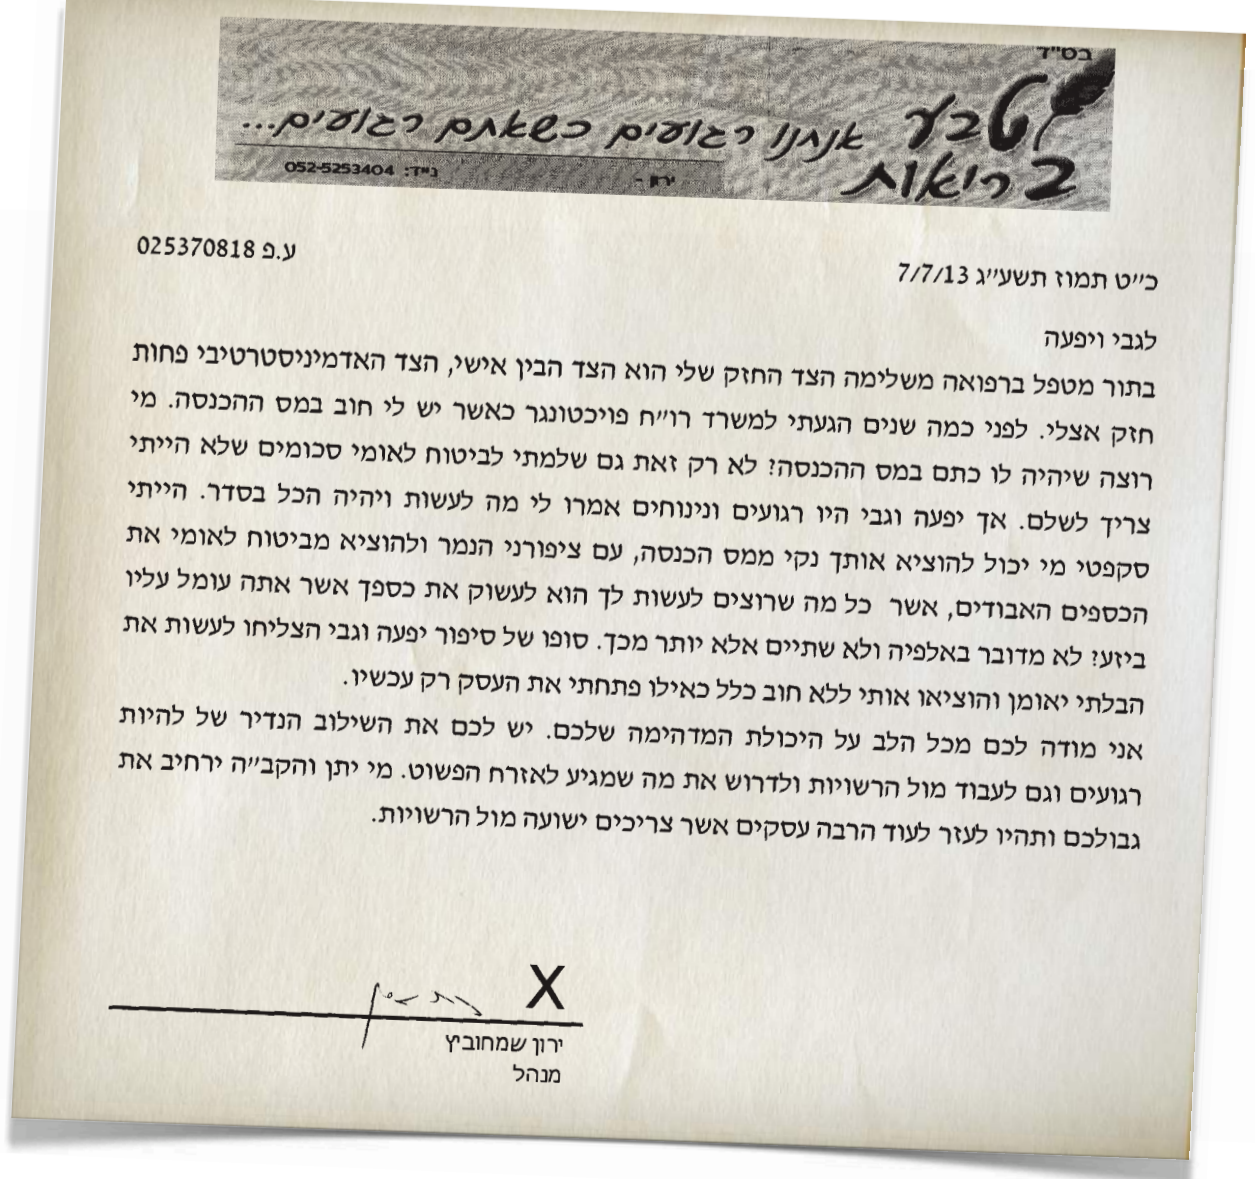 בס"ד
טבע
בריאות
אנחנו רגועים כשאתם רגועים...
ירון - נייד: 052-5253404
ע.פ 025370818
כ״ט תמוז תשע״ג 7/7/13
לגבי ויפעה
בתור מטפל ברפואה משלימה הצד החזק שלי הוא הצד הבין אישי, הצד האדמיניסטרטיבי פחות
חזק אצלי. לפני כמה שנים הגעתי למשרד רו״ח פויכטונגר כאשר יש לי חוב במס ההכנסה. מי
רוצה שיהיה לו כתם במס ההכנסה? לא רק זאת גם שלמתי לביטוח לאומי סכומים שלא הייתי
צריך לשלם. אך יפעה וגבי היו רגועים ונינוחים אמרו לי מה לעשות ויהיה הכל בסדר. הייתי
סקפטי מי יכול להוציא אותך נקי ממס הכנסה, עם ציפורני הנמר ולהוציא מביטוח לאומי את
הכספים האבודים, אשר כל מה שרוצים לעשות לך הוא לעשוק את כספך אשר אתה עומל עליו
ביזע? לא מדובר באלפיה ולא שתיים אלא יותר מכך. סופו של סיפור יפעה וגבי הצליחו לעשות את
הבלתי יאומן והוציאו אותי ללא חוב כלל כאילו פתחתי את העסק רק עכשיו.
אני מודה לכם מכל הלב על היכולת המדהימה שלכם. יש לכם את השילוב הנדיר של להיות
רגועים וגם לעבוד מול הרשויות ולדרוש את מה שמגיע לאזרח הפשוט. מי יתן והקב״ה ירחיב את
גבולכם ותהיו לעזר לעוד הרבה עסקים אשר צריכים ישועה מול הרשויות.
X
ירון שמחוביץ
מנהל